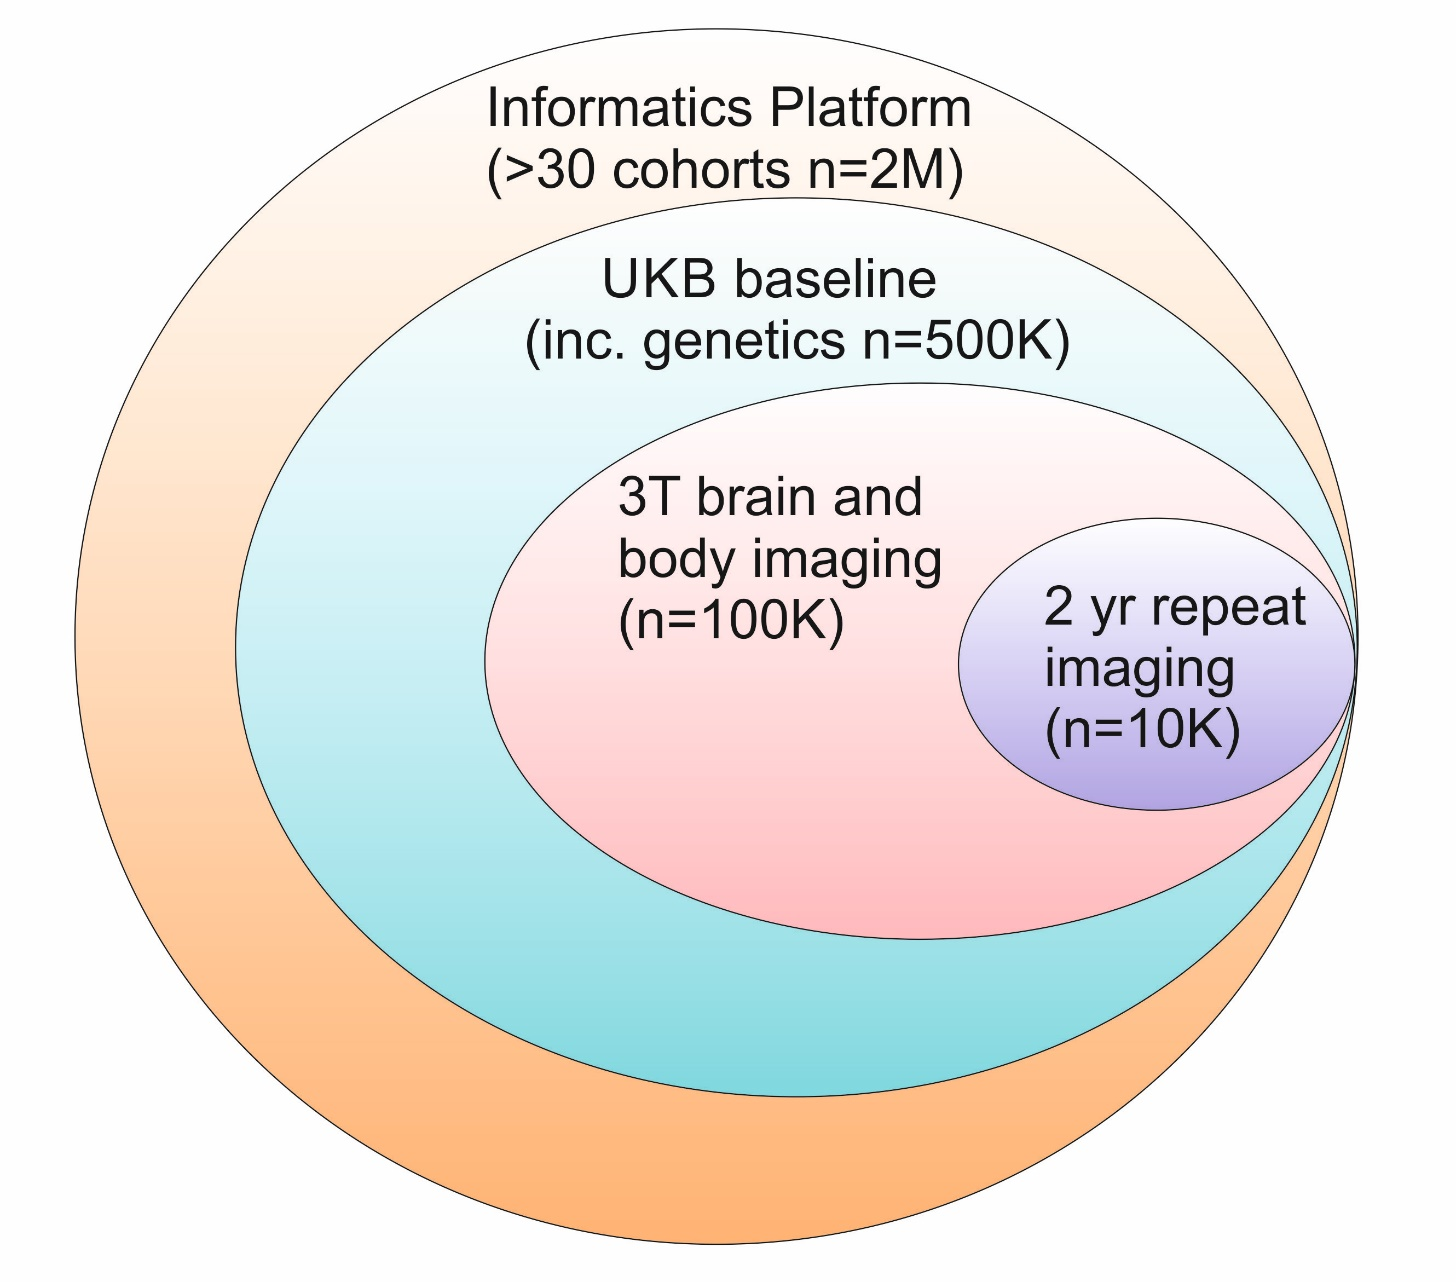 Informatics Platform
(>30 cohorts n=2M)
UKB baseline
(inc. genetics n=500K)
3T brain and
body imaging
(n=100K)
2 yr repeat
imaging
(n=10K)